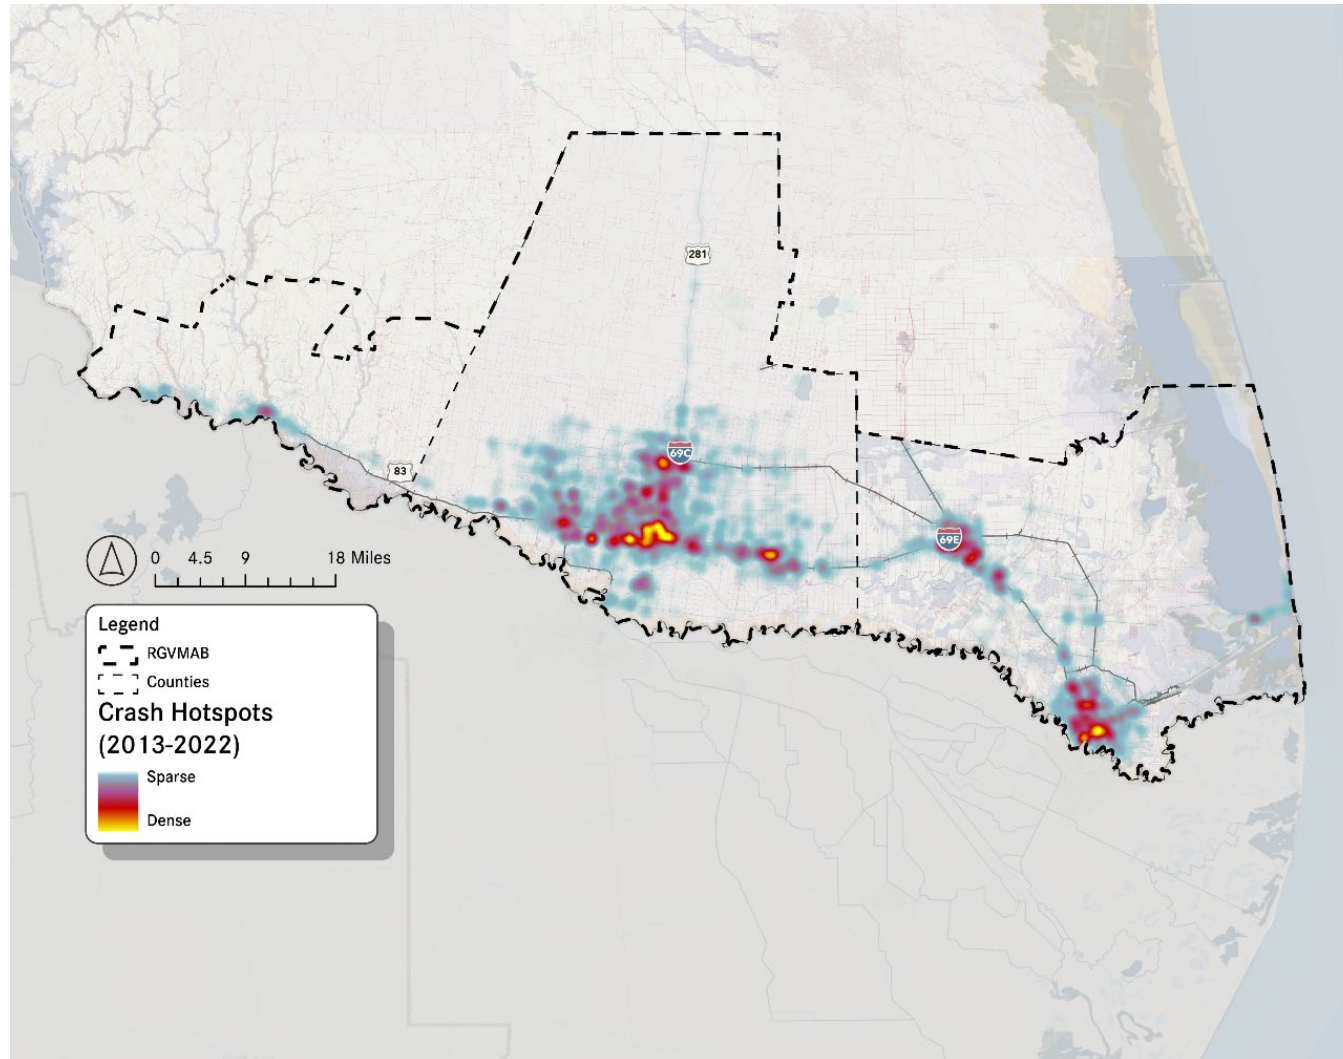 281
69C
83
69E
0 4.5 9 18 Miles
Legend
RGVMAB
Counties
Crash Hotspots
(2013-2022)
Sparse
Dense